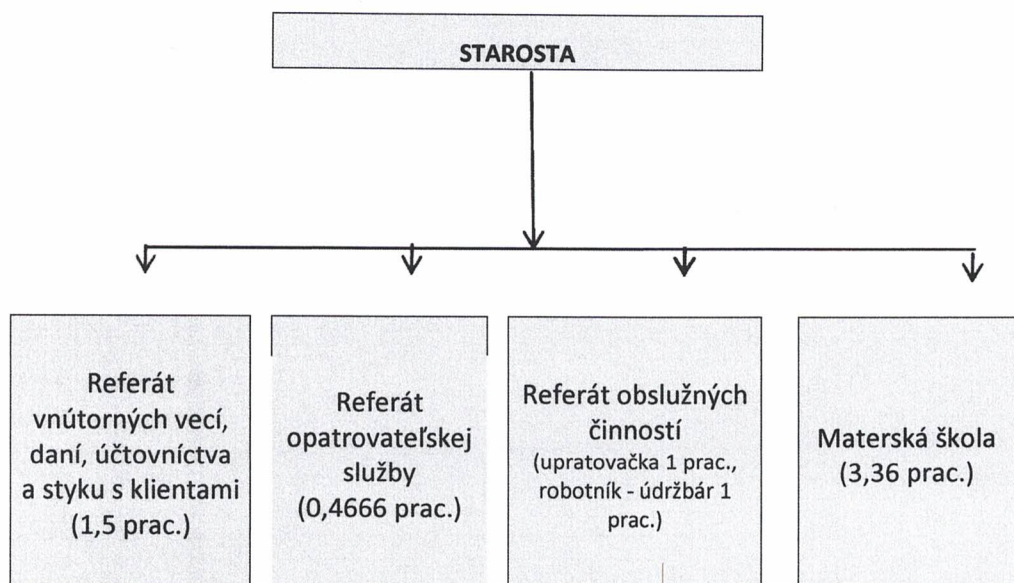 STAROSTA
Referát
vnútorných vecí,
daní, účtovníctva
a styku s klientami
(1,5 prac.)
Referát
opatrovateľskej
služby
(0,4666 prac.)
Referát obslužných
činností
(upratovačka 1 prac.,
robotník - údržbár 1
prac.)
Materská škola
(3,36 prac.)